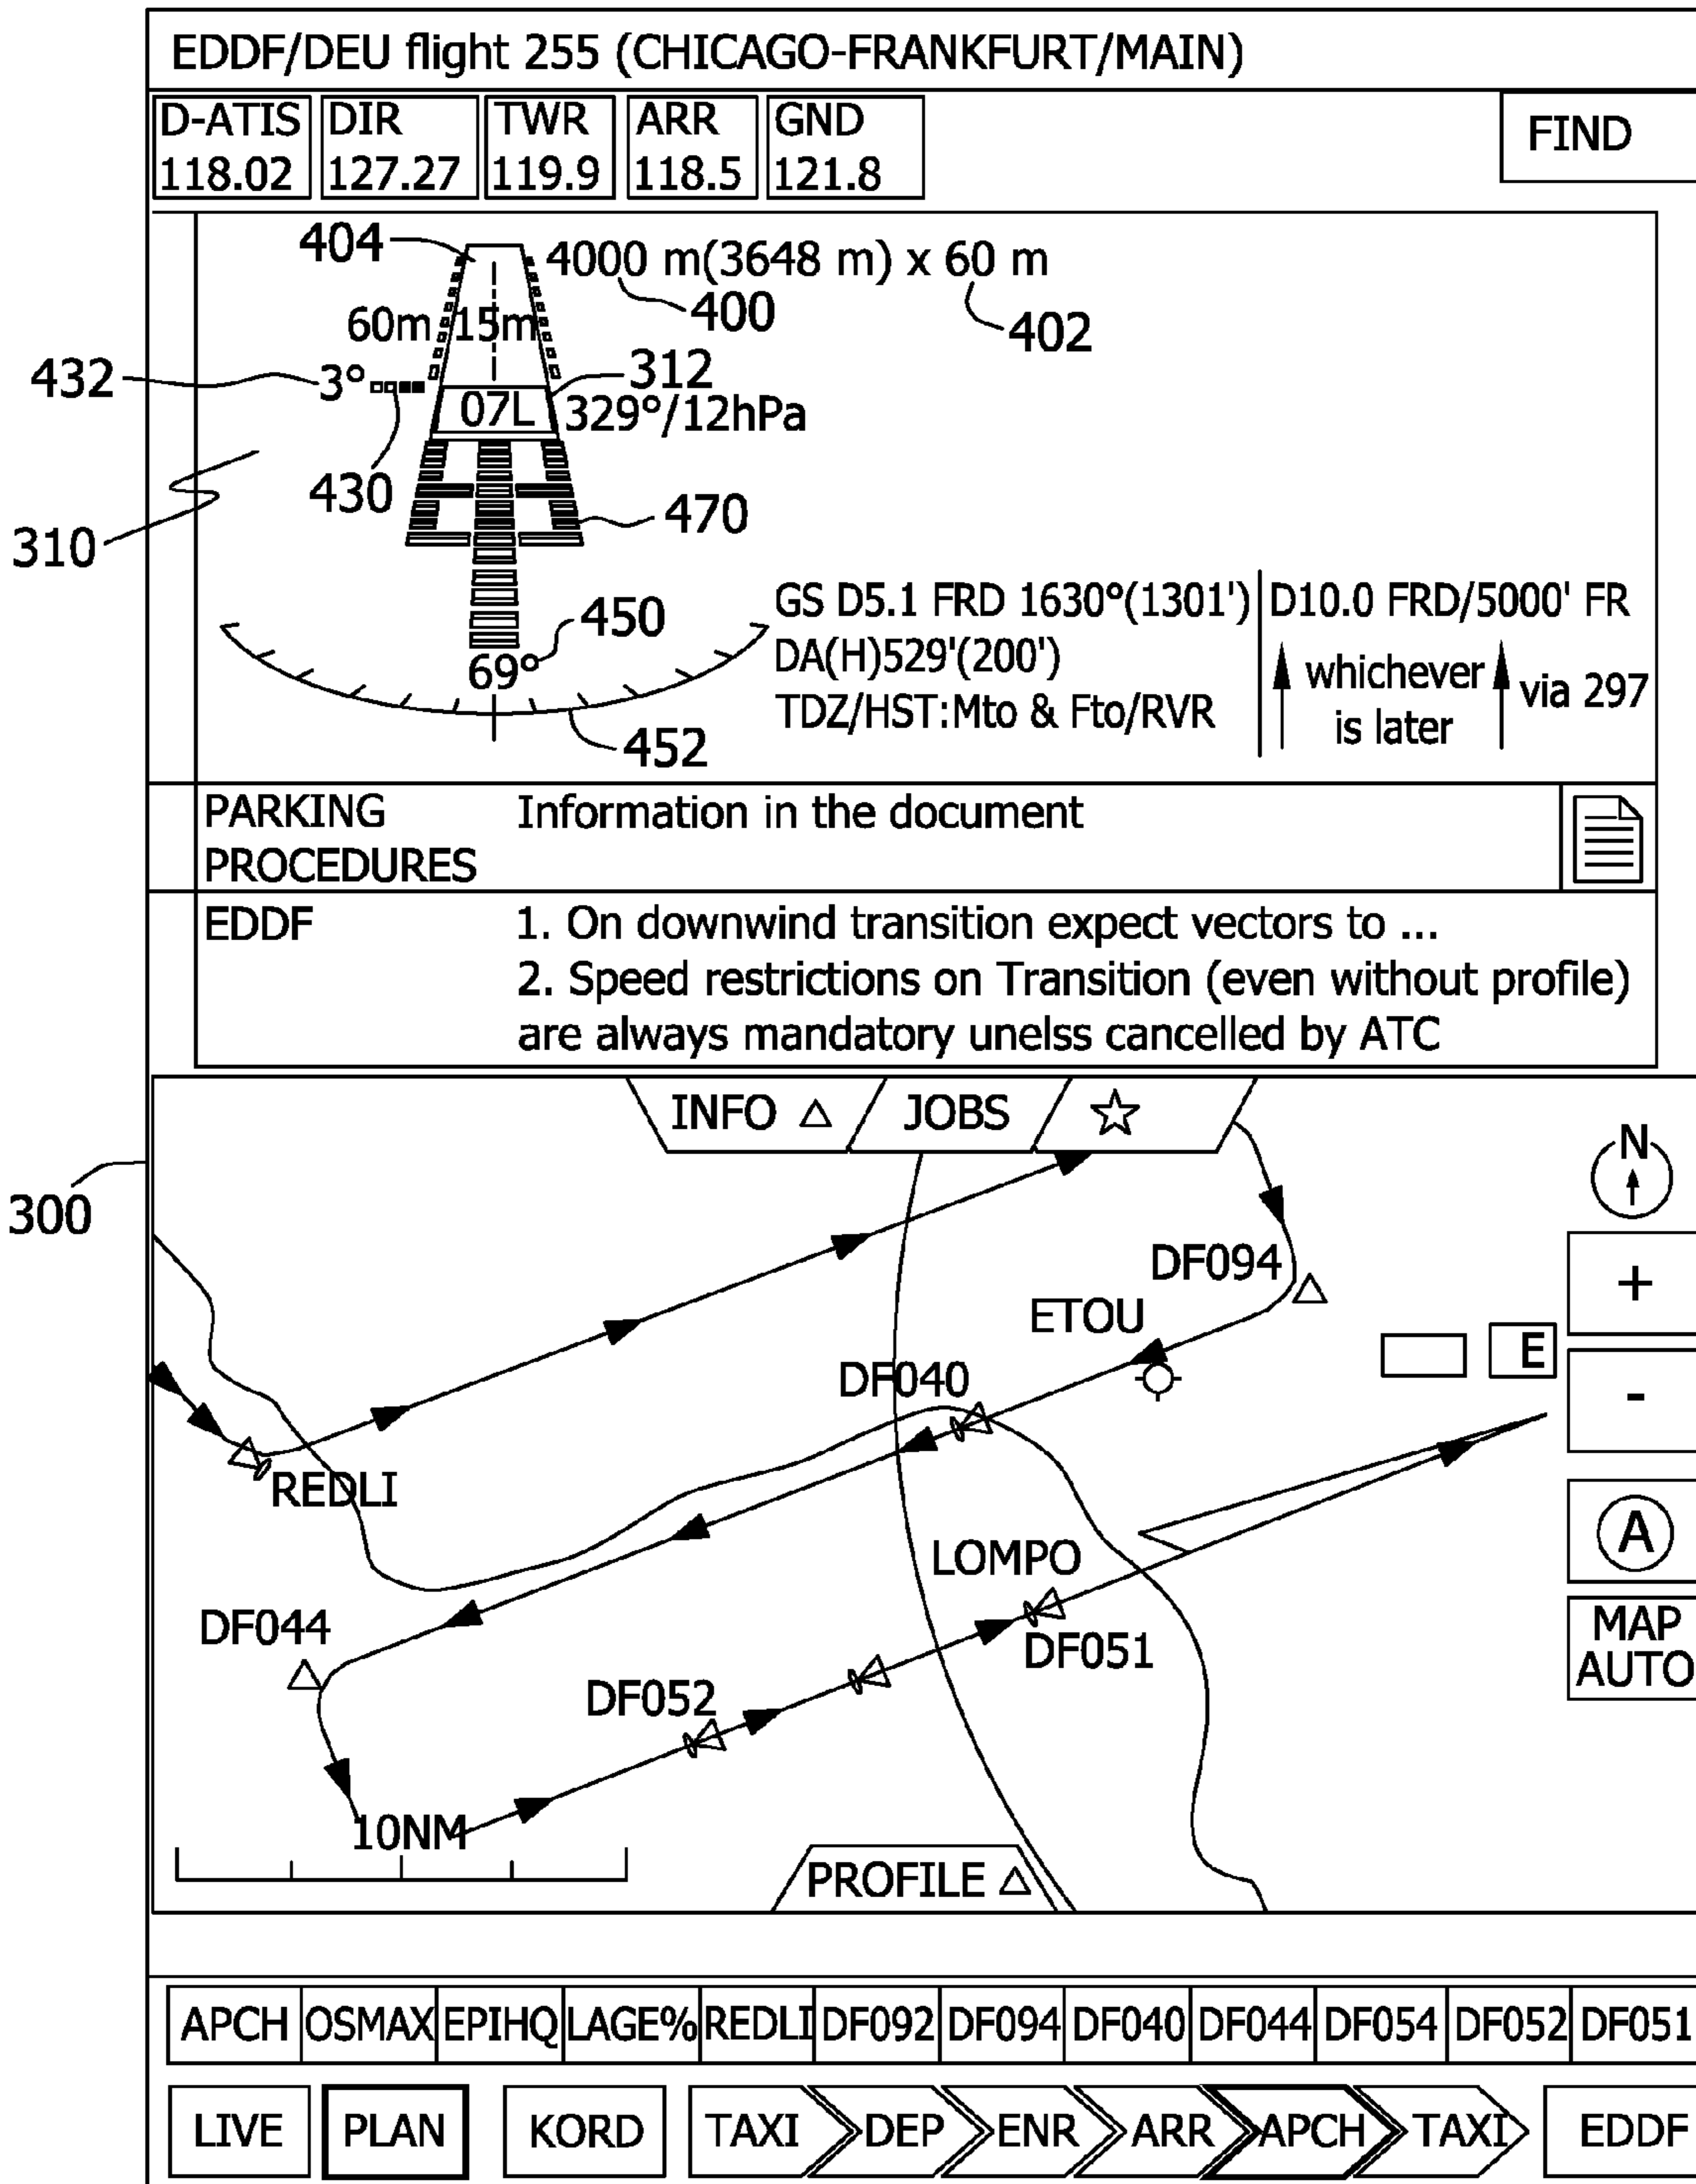 EDDF/DEU flight 255 (CHICAGO-FRANKFURT/MAIN)
D-ATIS DIR TWR ARR GND
118.02 127.27 119.9 118.5 121.8
FIND
404
4000 m(3648 m) x 60 m
400
402
60m 15m
432
3°
312
07L
329°/12hPa
430
470
310
450
69°
452
GS D5.1 FRD 1630°(1301')
DA(H)529'(200')
TDZ/HST:Mto & Fto/RVR
D10.0 FRD/5000' FR
whichever
is later
via 297
PARKING
PROCEDURES
Information in the document
EDDF
1. On downwind transition expect vectors to ...
2. Speed restrictions on Transition (even without profile)
are always mandatory unelss cancelled by ATC
300
INFO JOBS
N
DF094
+
ETOU
E
DF040
-
REDLI
A
LOMPO
MAP
AUTO
DF044
DF051
DF052
10NM
PROFILE
APCH OSMAX EPIHQ LAGE% REDLI DF092 DF094 DF040 DF044 DF054 DF052 DF051
LIVE PLAN KORD TAXI DEP ENR ARR APCH TAXI EDDF